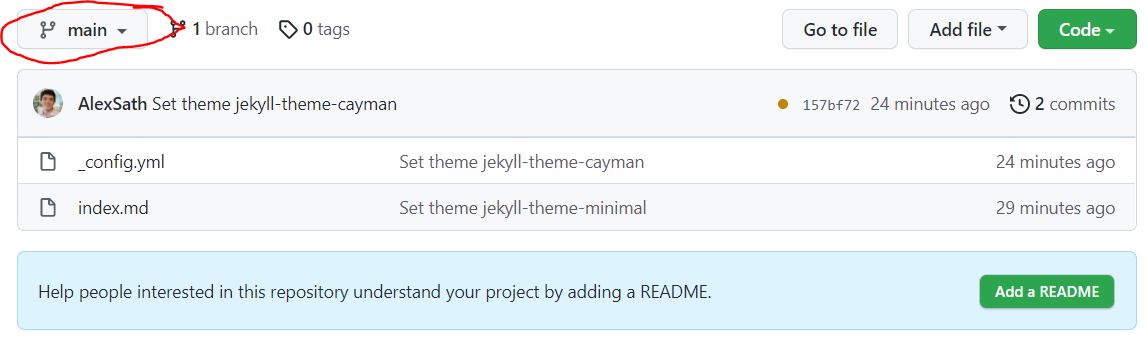 main 1 branch 0 tags Go to file Add file Code
AlexSath Set theme jekyll-theme-cayman 157bf72 24 minutes ago 2 commits
_config.yml Set theme jekyll-theme-cayman 24 minutes ago
index.md Set theme jekyll-theme-minimal 29 minutes ago
Help people interested in this repository understand your project by adding a README. Add a README